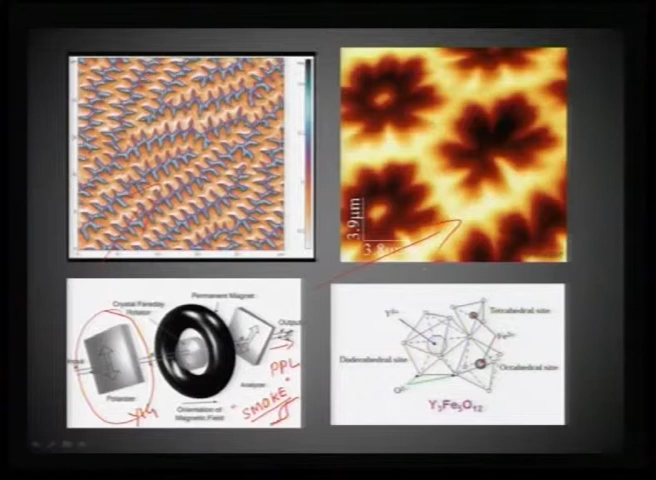 3.9µm
3.8µm
Crystal Faraday
Rotator
Permanent Magnet
Output
Input
Polarizer
Analyzer
Orientation of
Magnetic Field
PPL
"SMOKE"
YAG
Tetrahedral site
Dodecahedral site
Octahedral site
Y₃Fe₅O₁₂